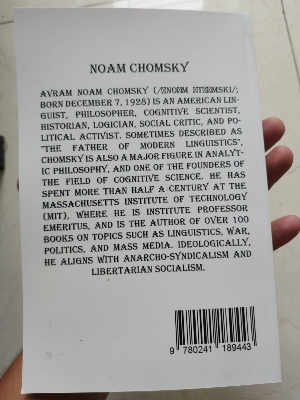 NOAM CHOMSKY
AVRAM NOAM CHOMSKY
BORN DECEMBER 7, 1928) IS AN AMERICAN LIN-
GUIST, PHILOSOPHER, COGNITIVE SCIENTIST,
HISTORIAN, LOGICIAN, SOCIAL CRITIC, AND PO-
LITICAL ACTIVIST. SOMETIMES DESCRIBED AS
"THE FATHER OF MODERN LINGUISTICS",
CHOMSKY IS ALSO A MAJOR FIGURE IN ANALYT-
IC PHILOSOPHY, AND ONE OF THE FOUNDERS OF
THE FIELD OF COGNITIVE SCIENCE. HE HAS
SPENT MORE THAN HALF A CENTURY AT THE
MASSACHUSETTS INSTITUTE OF TECHNOLOGY
(MIT), WHERE HE IS INSTITUTE PROFESSOR
EMERITUS, AND IS THE AUTHOR OF OVER 100
BOOKS ON TOPICS SUCH AS LINGUISTICS, WAR,
POLITICS, AND MASS MEDIA. IDEOLOGICALLY,
HE ALIGNS WITH ANARCHO-SYNDICALISM AND
LIBERTARIAN SOCIALISM.
9 780241 189443